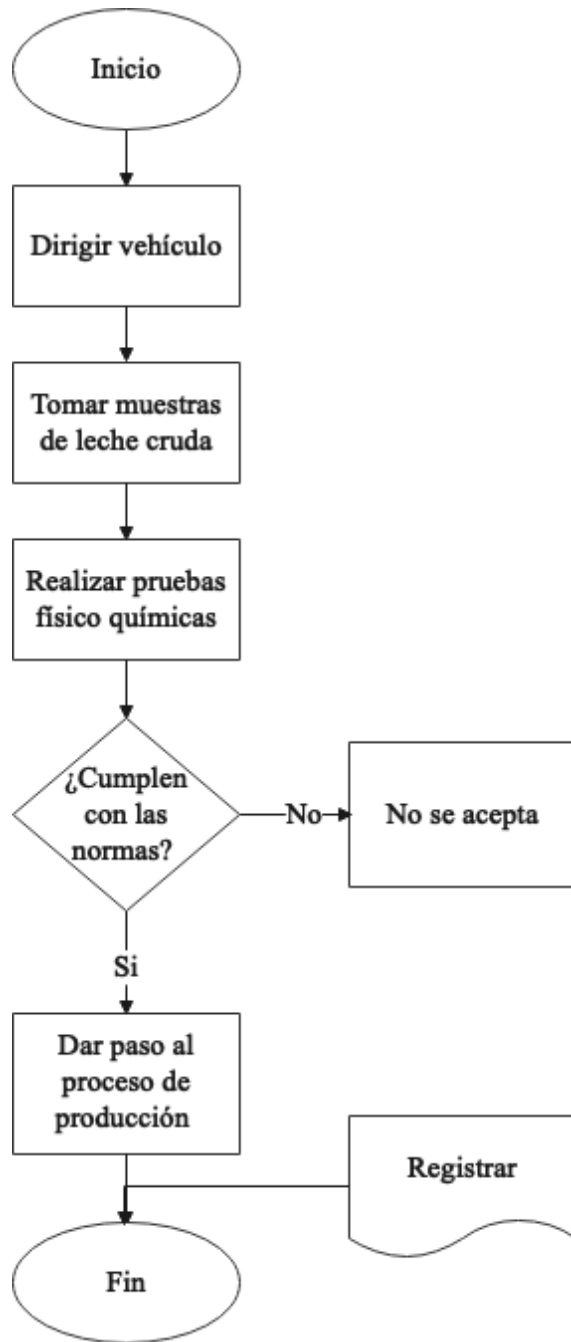 Inicio
Dirigir vehículo
Tomar muestras
de leche cruda
Realizar pruebas
físico químicas
¿Cumplen
con las
normas?
No
No se acepta
Si
Dar paso al
proceso de
producción
Registrar
Fin